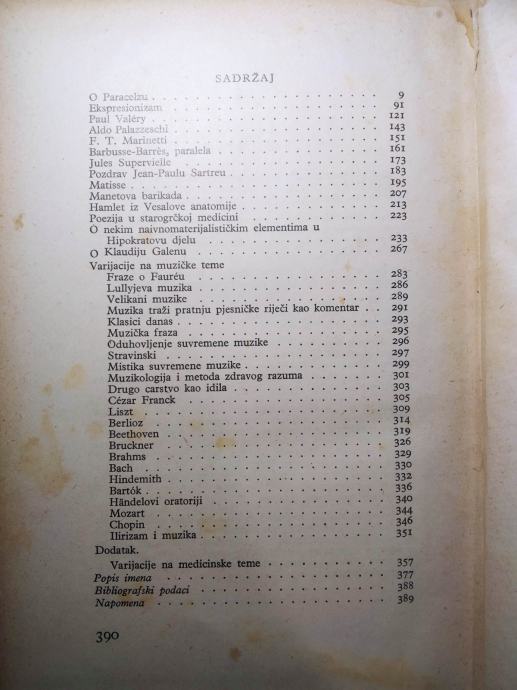 SADRŽAJ
O Paracelzu . . . . . . . . . . . . . . . . . . 9
Ekspresionizam . . . . . . . . . . . . . . . . . 91
Paul Valéry . . . . . . . . . . . . . . . . . . 121
Aldo Palazzeschi . . . . . . . . . . . . . . . . 143
F. T. Marinetti . . . . . . . . . . . . . . . . 151
Barbusse-Barrès, paralela . . . . . . . . . . . . 161
Jules Supervielle . . . . . . . . . . . . . . . 173
Pozdrav Jean-Paulu Sartreu . . . . . . . . . . . 183
Matisse . . . . . . . . . . . . . . . . . . . . 195
Manetova barikada . . . . . . . . . . . . . . . 207
Hamlet iz Vesalove anatomije . . . . . . . . . . 213
Poezija u starogrčkoj medicini . . . . . . . . . 223
O nekim naivnomaterijalističkim elementima u
Hipokratovu djelu . . . . . . . . . . . . . . 233
O Klaudiju Galenu . . . . . . . . . . . . . . . 267
Varijacije na muzičke teme
Fraze o Fauréu . . . . . . . . . . . . . . . 283
Lullyjeva muzika . . . . . . . . . . . . . . 286
Velikani muzike . . . . . . . . . . . . . . . 289
Muzika traži pratnju pjesničke riječi kao komentar . . 291
Klasici danas . . . . . . . . . . . . . . . . 293
Muzička fraza . . . . . . . . . . . . . . . . 295
Oduhovljenje suvremene muzike . . . . . . . . . 296
Stravinski . . . . . . . . . . . . . . . . . 297
Mistika suvremene muzike . . . . . . . . . . . 299
Muzikologija i metoda zdravog razuma . . . . . . 301
Drugo carstvo kao idila . . . . . . . . . . . . 303
Cézar Franck . . . . . . . . . . . . . . . . 305
Liszt . . . . . . . . . . . . . . . . . . . 309
Berlioz . . . . . . . . . . . . . . . . . . 314
Beethoven . . . . . . . . . . . . . . . . . 319
Bruckner . . . . . . . . . . . . . . . . . . 326
Brahms . . . . . . . . . . . . . . . . . . . 329
Bach . . . . . . . . . . . . . . . . . . . . 330
Hindemith . . . . . . . . . . . . . . . . . 332
Bartók . . . . . . . . . . . . . . . . . . . 336
Händelovi oratoriji . . . . . . . . . . . . . 340
Mozart . . . . . . . . . . . . . . . . . . . 344
Chopin . . . . . . . . . . . . . . . . . . . 346
Ilirizam i muzika . . . . . . . . . . . . . . 351
Dodatak.
Varijacije na medicinske teme . . . . . . . . . 357
Popis imena . . . . . . . . . . . . . . . . . 377
Bibliografski podaci . . . . . . . . . . . . . 388
Napomena . . . . . . . . . . . . . . . . . . 389
390